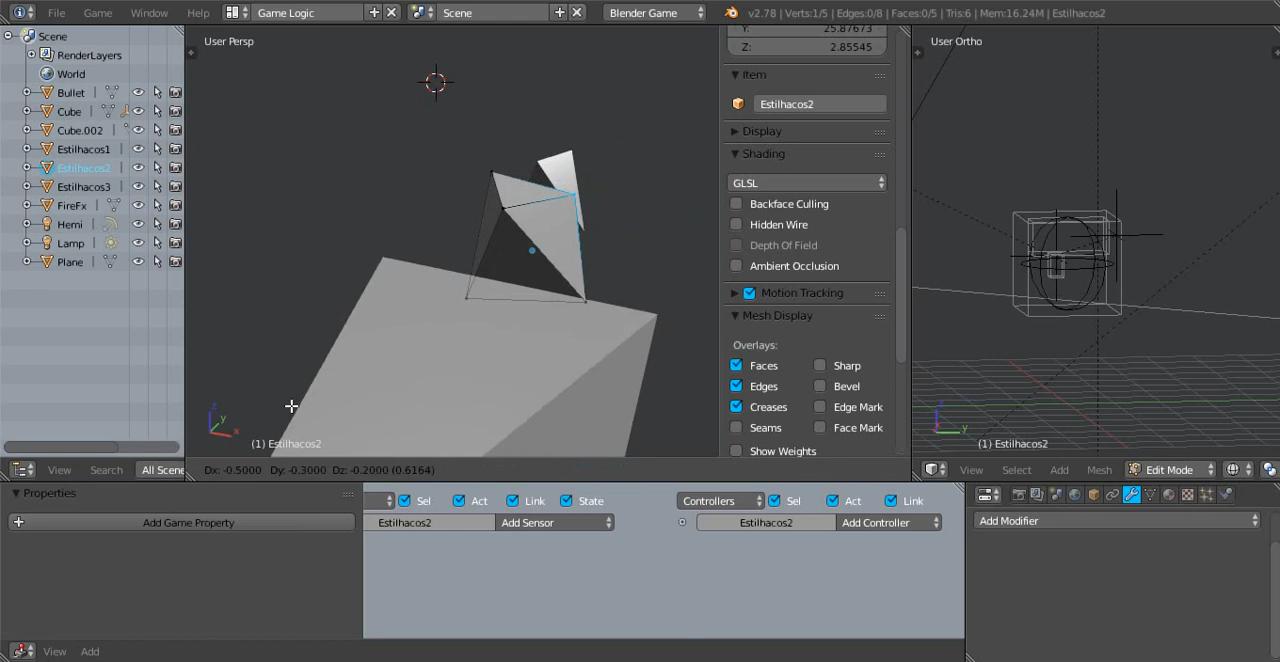 File Game Window Help Game Logic Scene Blender Game v2.78 | Verts:1/5 | Edges:0/8 | Faces:0/5 | Tris:6 | Mem:16.24M | Estilhacos2
Scene
RenderLayers
World
Bullet
Cube
Cube.002
Estilhacos1
Estilhacos2
Estilhacos3
FireFx
Hemi
Lamp
Plane
View Search All Scene
User Persp
z
y
x
(1) Estilhacos2
Dx: -0.5000 Dy: -0.3000 Dz: -0.2000 (0.6164)
Y: 25.87673
Z: 2.85545
Item
Estilhacos2
Display
Shading
GLSL
Backface Culling
Hidden Wire
Depth Of Field
Ambient Occlusion
Motion Tracking
Mesh Display
Overlays:
Faces Sharp
Edges Bevel
Creases Edge Mark
Seams Face Mark
Show Weights
User Ortho
z
y
(1) Estilhacos2
View Select Add Mesh Edit Mode
Properties
Add Game Property
Sel Act Link State
Estilhacos2 Add Sensor
Controllers Sel Act Link
Estilhacos2 Add Controller
View Add
Add Modifier